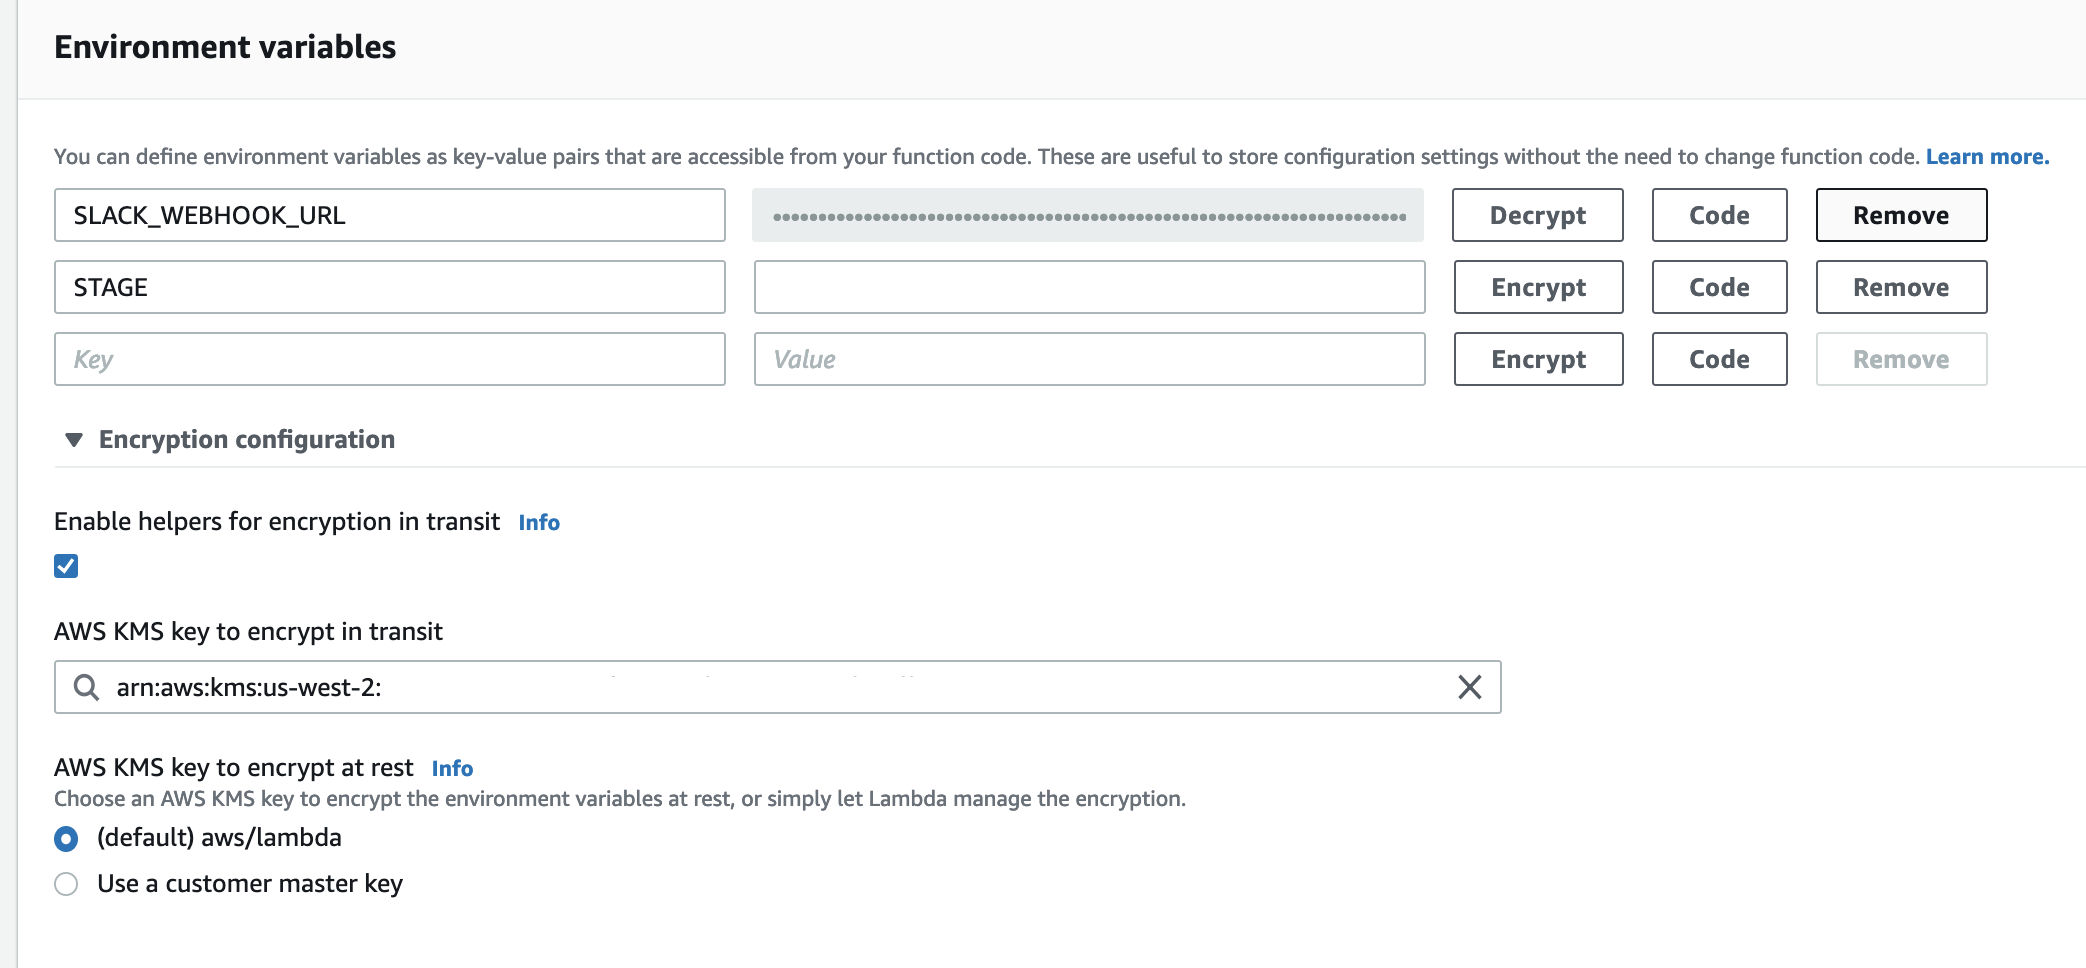 Environment variables
You can define environment variables as key-value pairs that are accessible from your function code. These are useful to store configuration settings without the need to change function code. Learn more.
SLACK_WEBHOOK_URL Decrypt Code Remove
STAGE Encrypt Code Remove
Key Value Encrypt Code Remove
Encryption configuration
Enable helpers for encryption in transit Info
AWS KMS key to encrypt in transit
arn:aws:kms:us-west-2:
AWS KMS key to encrypt at rest Info
Choose an AWS KMS key to encrypt the environment variables at rest, or simply let Lambda manage the encryption.
(default) aws/lambda
Use a customer master key